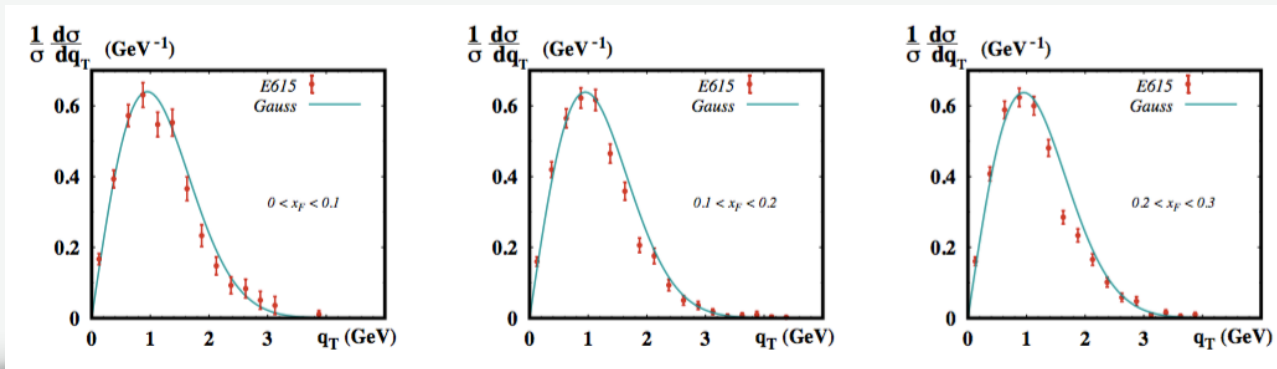 1/σ dσ/dq_T (GeV⁻¹)
E615
Gauss
0 < x_F < 0.1
0.6
0.4
0.2
0
0 1 2 3 q_T (GeV)
1/σ dσ/dq_T (GeV⁻¹)
E615
Gauss
0.1 < x_F < 0.2
0.6
0.4
0.2
0
0 1 2 3 q_T (GeV)
1/σ dσ/dq_T (GeV⁻¹)
E615
Gauss
0.2 < x_F < 0.3
0.6
0.4
0.2
0
0 1 2 3 q_T (GeV)